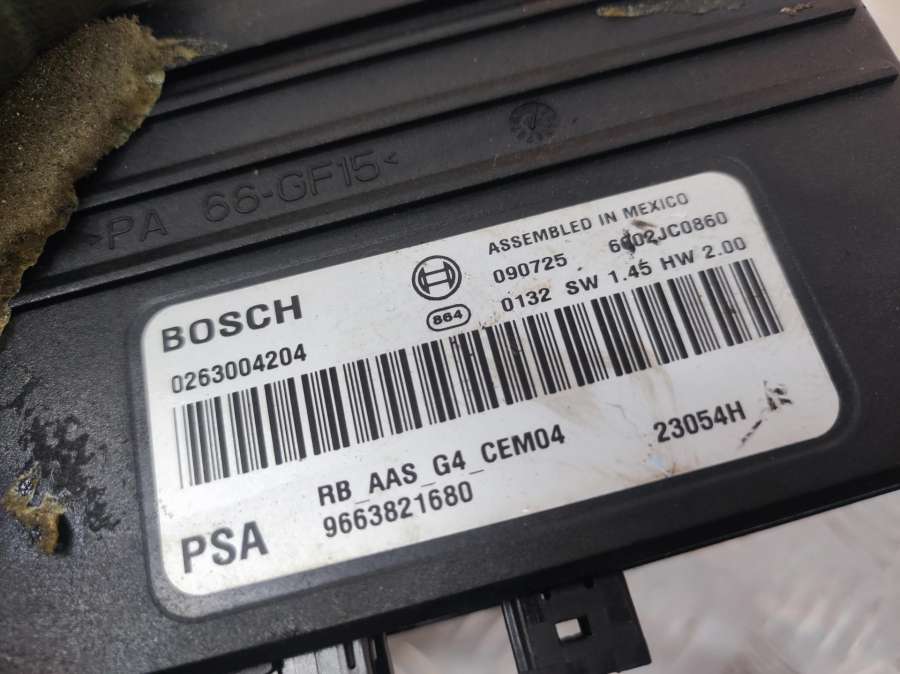 >PA 66-GF15<
ASSEMBLED IN MEXICO
BOSCH 090725 6002JC0860
864 0132 SW 1.45 HW 2.00
0263004204
RB_AAS_G4_CEM04 23054H
PSA 9663821680